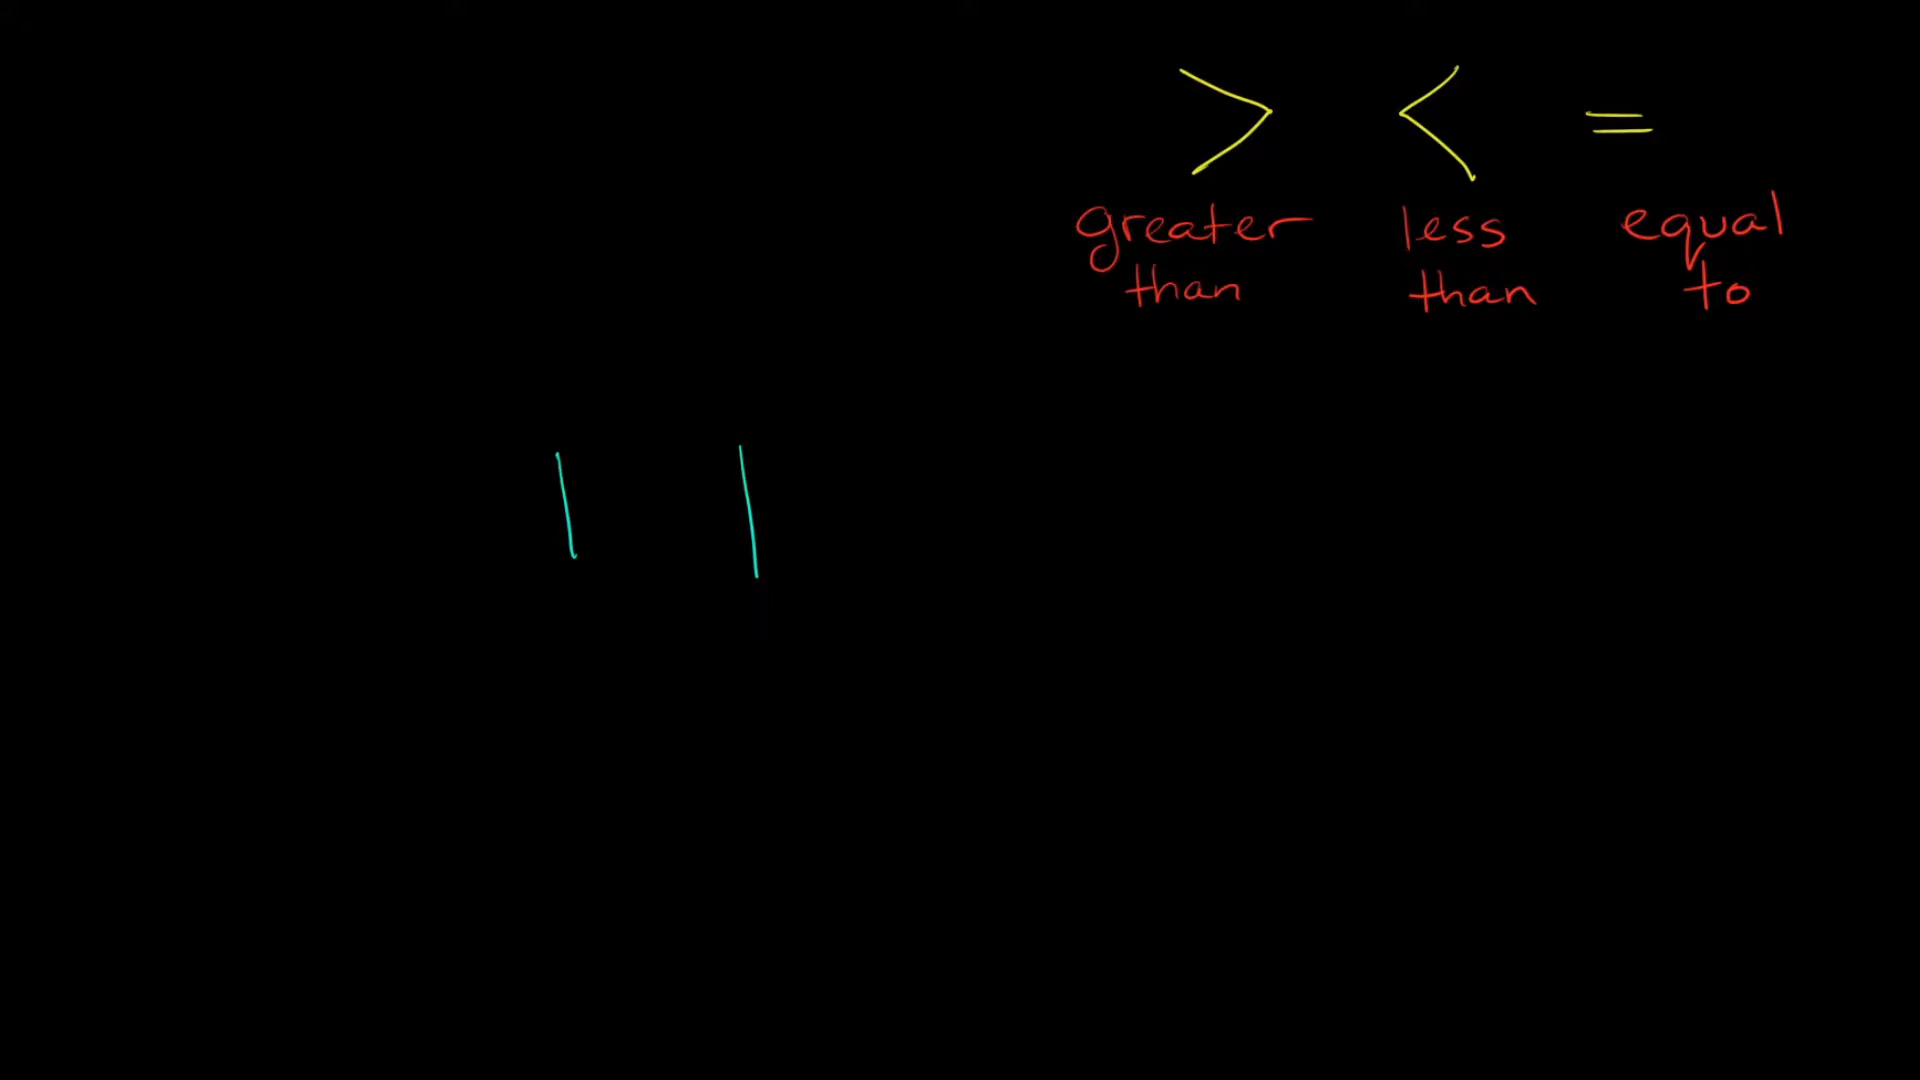 > < =
greater less equal
than than to
| |